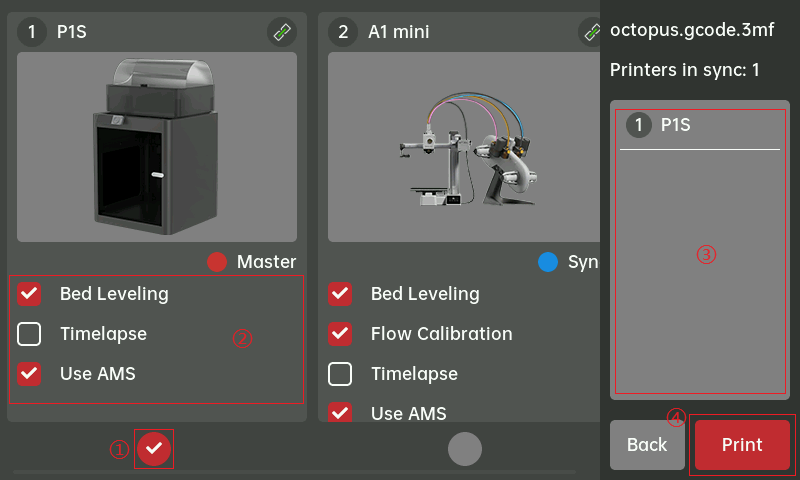 1 P1S
2 A1 mini
octopus.gcode.3mf
Printers in sync: 1
1 P1S
③
Master
Syn
Bed Leveling
Timelapse
Use AMS
②
Bed Leveling
Flow Calibration
Timelapse
Use AMS
①
④
Back
Print